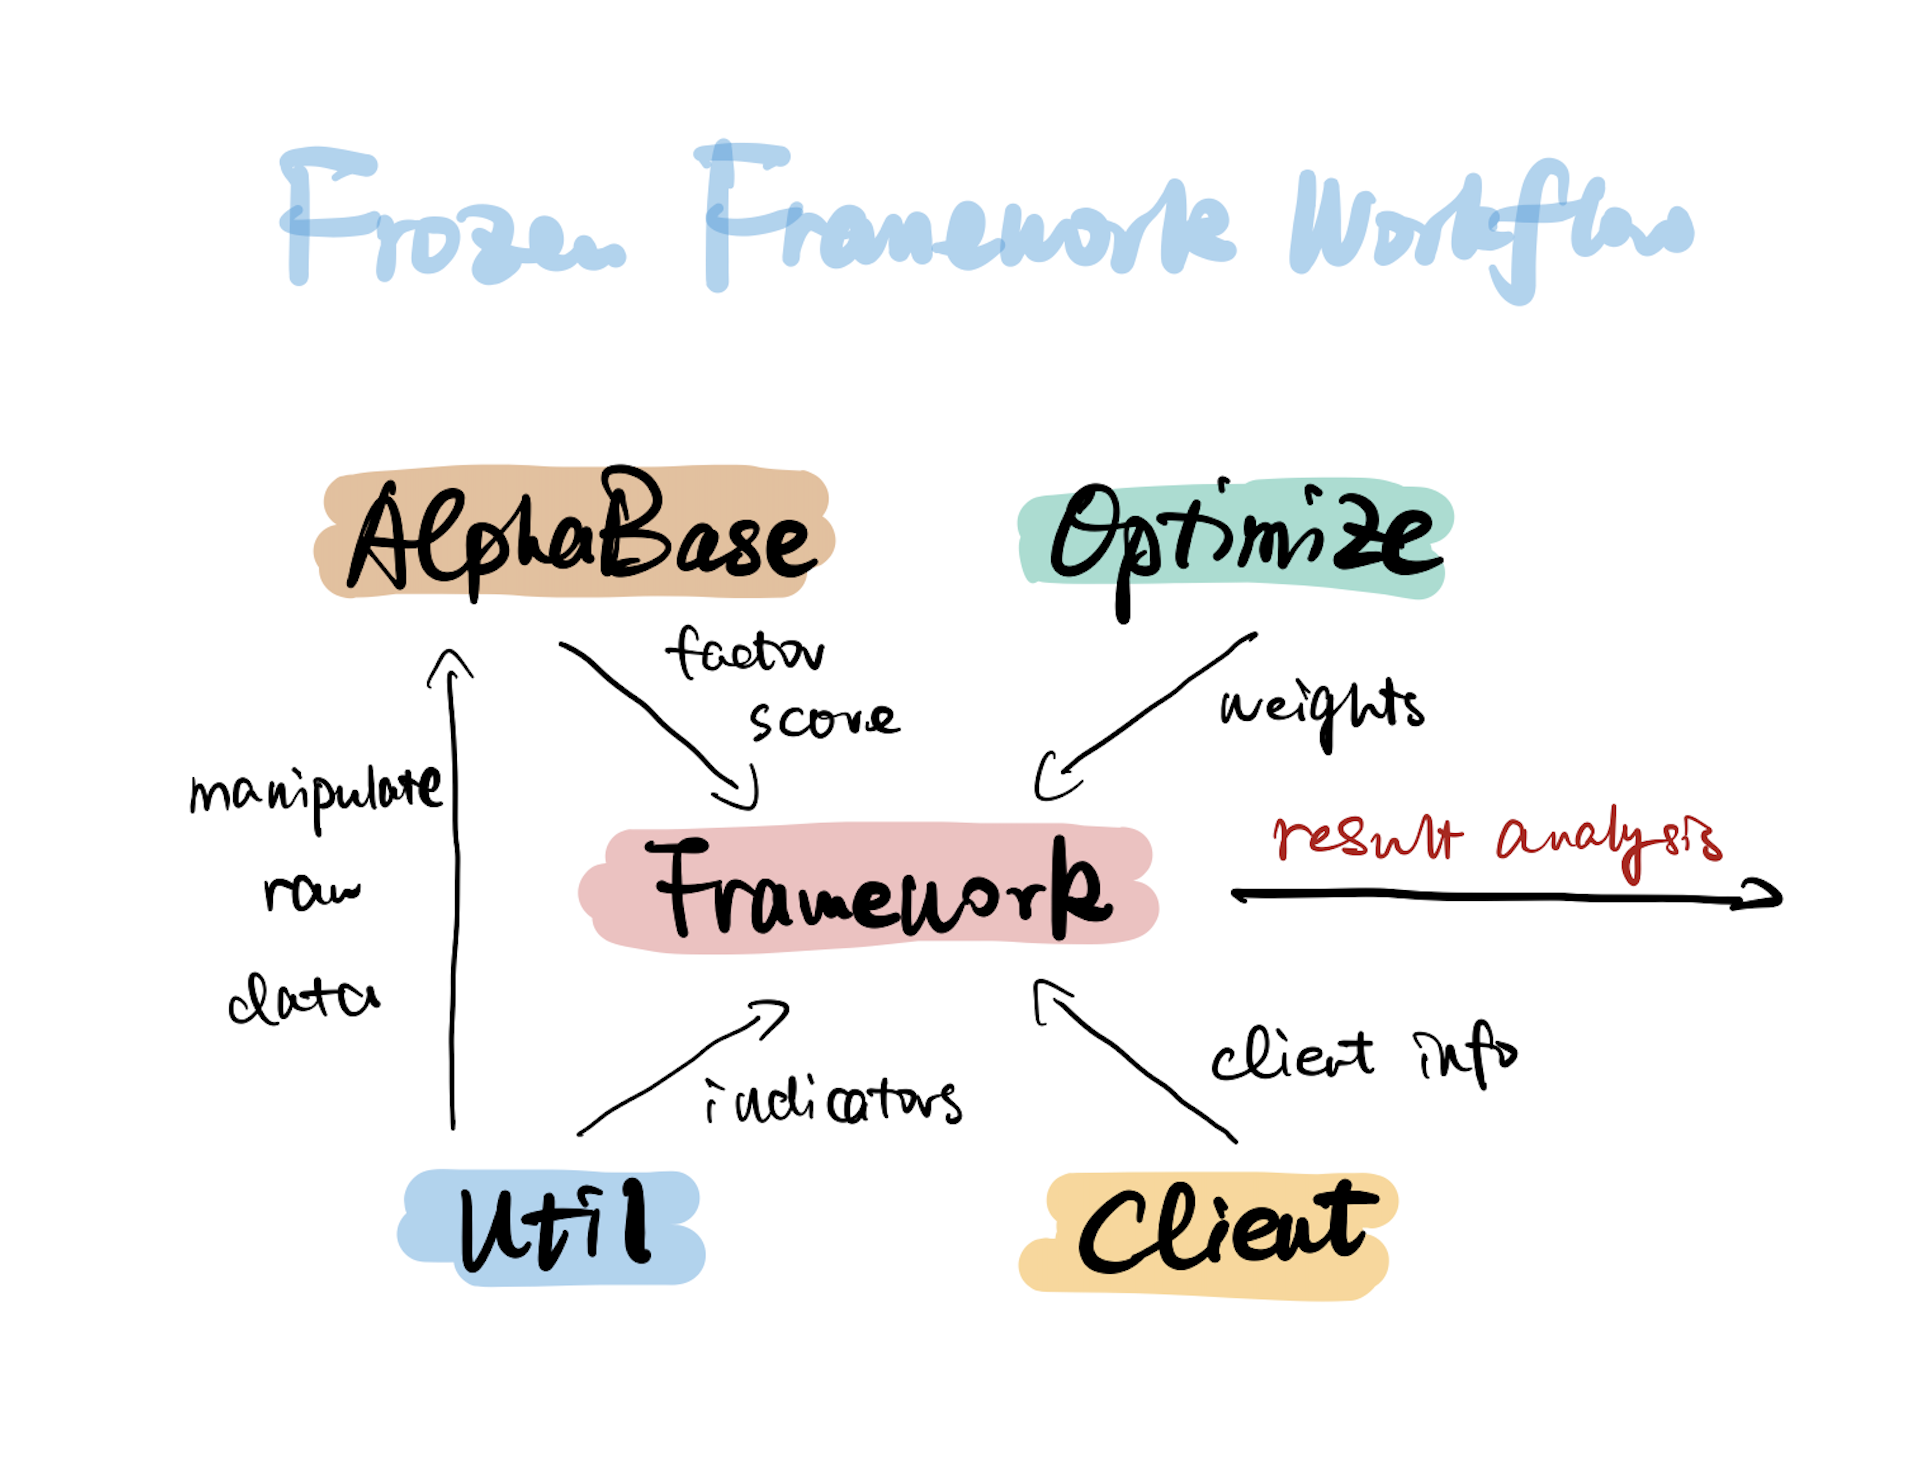 Frozen Framework Workflow
AlphaBase
Optimize
factor
score
weights
manipulate
raw
data
Framework
result analysis
indicators
client info
Util
Client